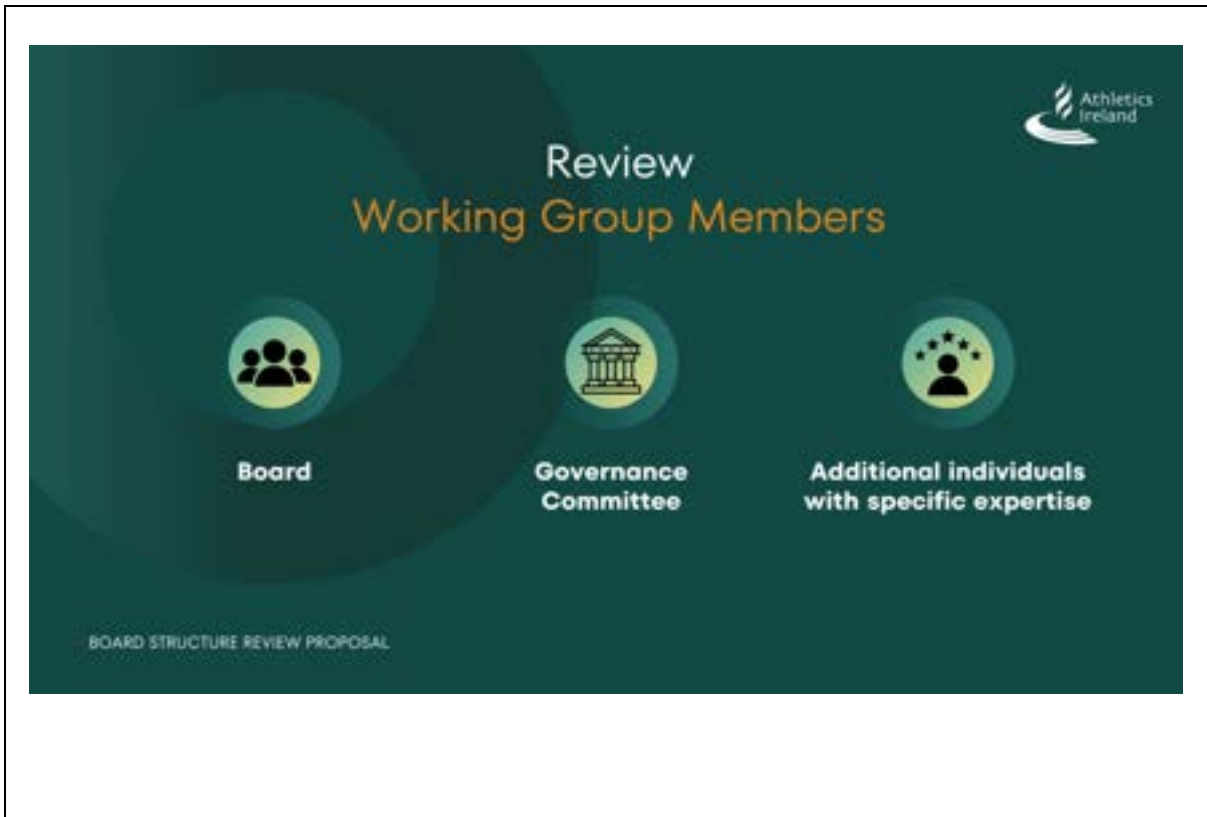 Athletics
Ireland
Review
Working Group Members
Board
Governance
Committee
Additional individuals
with specific expertise
BOARD STRUCTURE REVIEW PROPOSAL